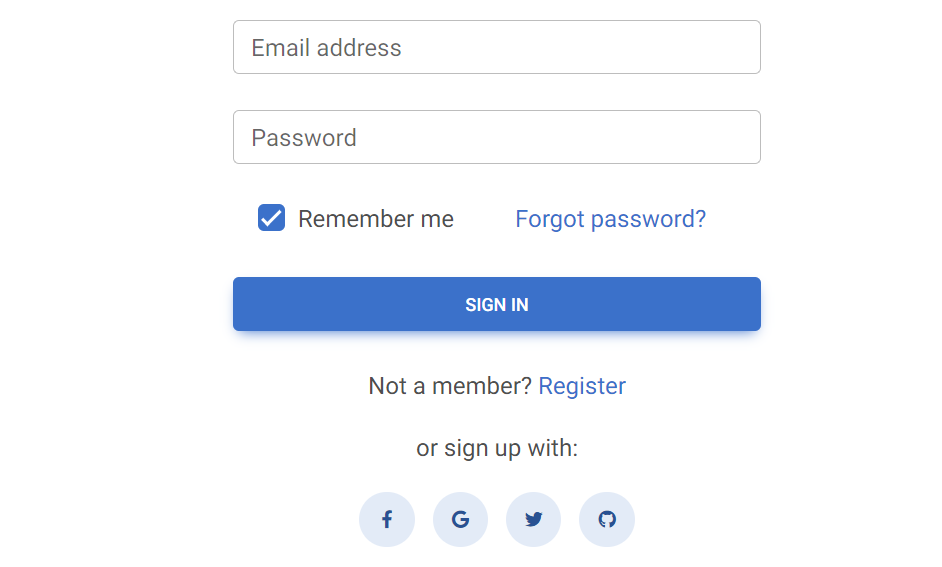 Email address
Password
Remember me Forgot password?
SIGN IN
Not a member? Register
or sign up with: